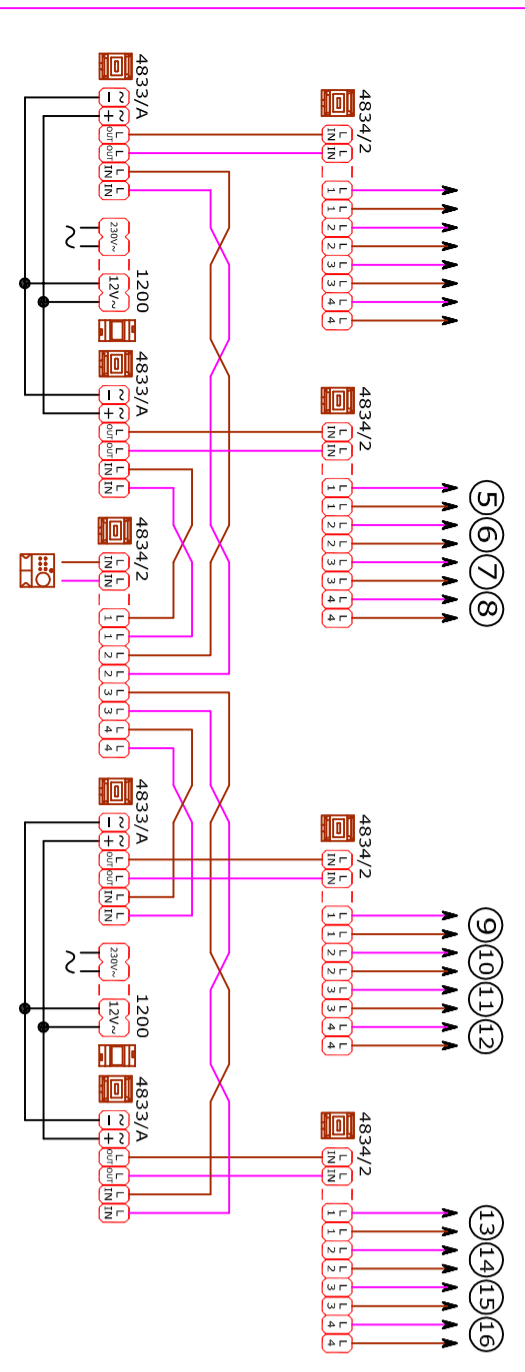 5 6 7 8 9 10 11 12 13 14 15 16
4834/2 4834/2 4834/2 4834/2
L L L L L L L L L L L L L L L L L L L L L L L L L L L L L L L L L L L L L L L L
IN IN 1 1 2 2 3 3 4 4 IN IN 1 1 2 2 3 3 4 4 IN IN 1 1 2 2 3 3 4 4 IN IN 1 1 2 2 3 3 4 4
4833/A 1200 4833/A 4834/2 4833/A 1200 4833/A
~ ~ L L L L 230V~ 12V~ ~ ~ L L L L L L L L L L L L L L ~ ~ L L L L 230V~ 12V~ ~ ~ L L L L
− + OUT OUT IN IN − + OUT OUT IN IN IN IN 1 1 2 2 3 3 4 4 − + OUT OUT IN IN − + OUT OUT IN IN
~ ~